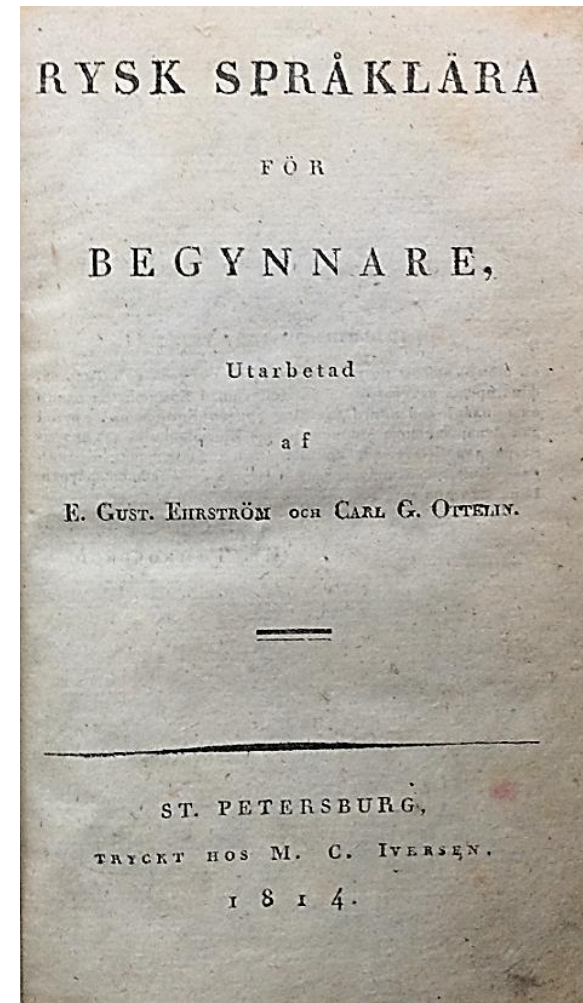 RYSK SPRÅKLÄRA
FÖR
BEGYNNARE,
Utarbetad
af
E. GUST. EHRSTRÖM OCH CARL G. OTTELIN.
ST. PETERSBURG,
TRYCKT HOS M. C. IVERSEN.
1814.